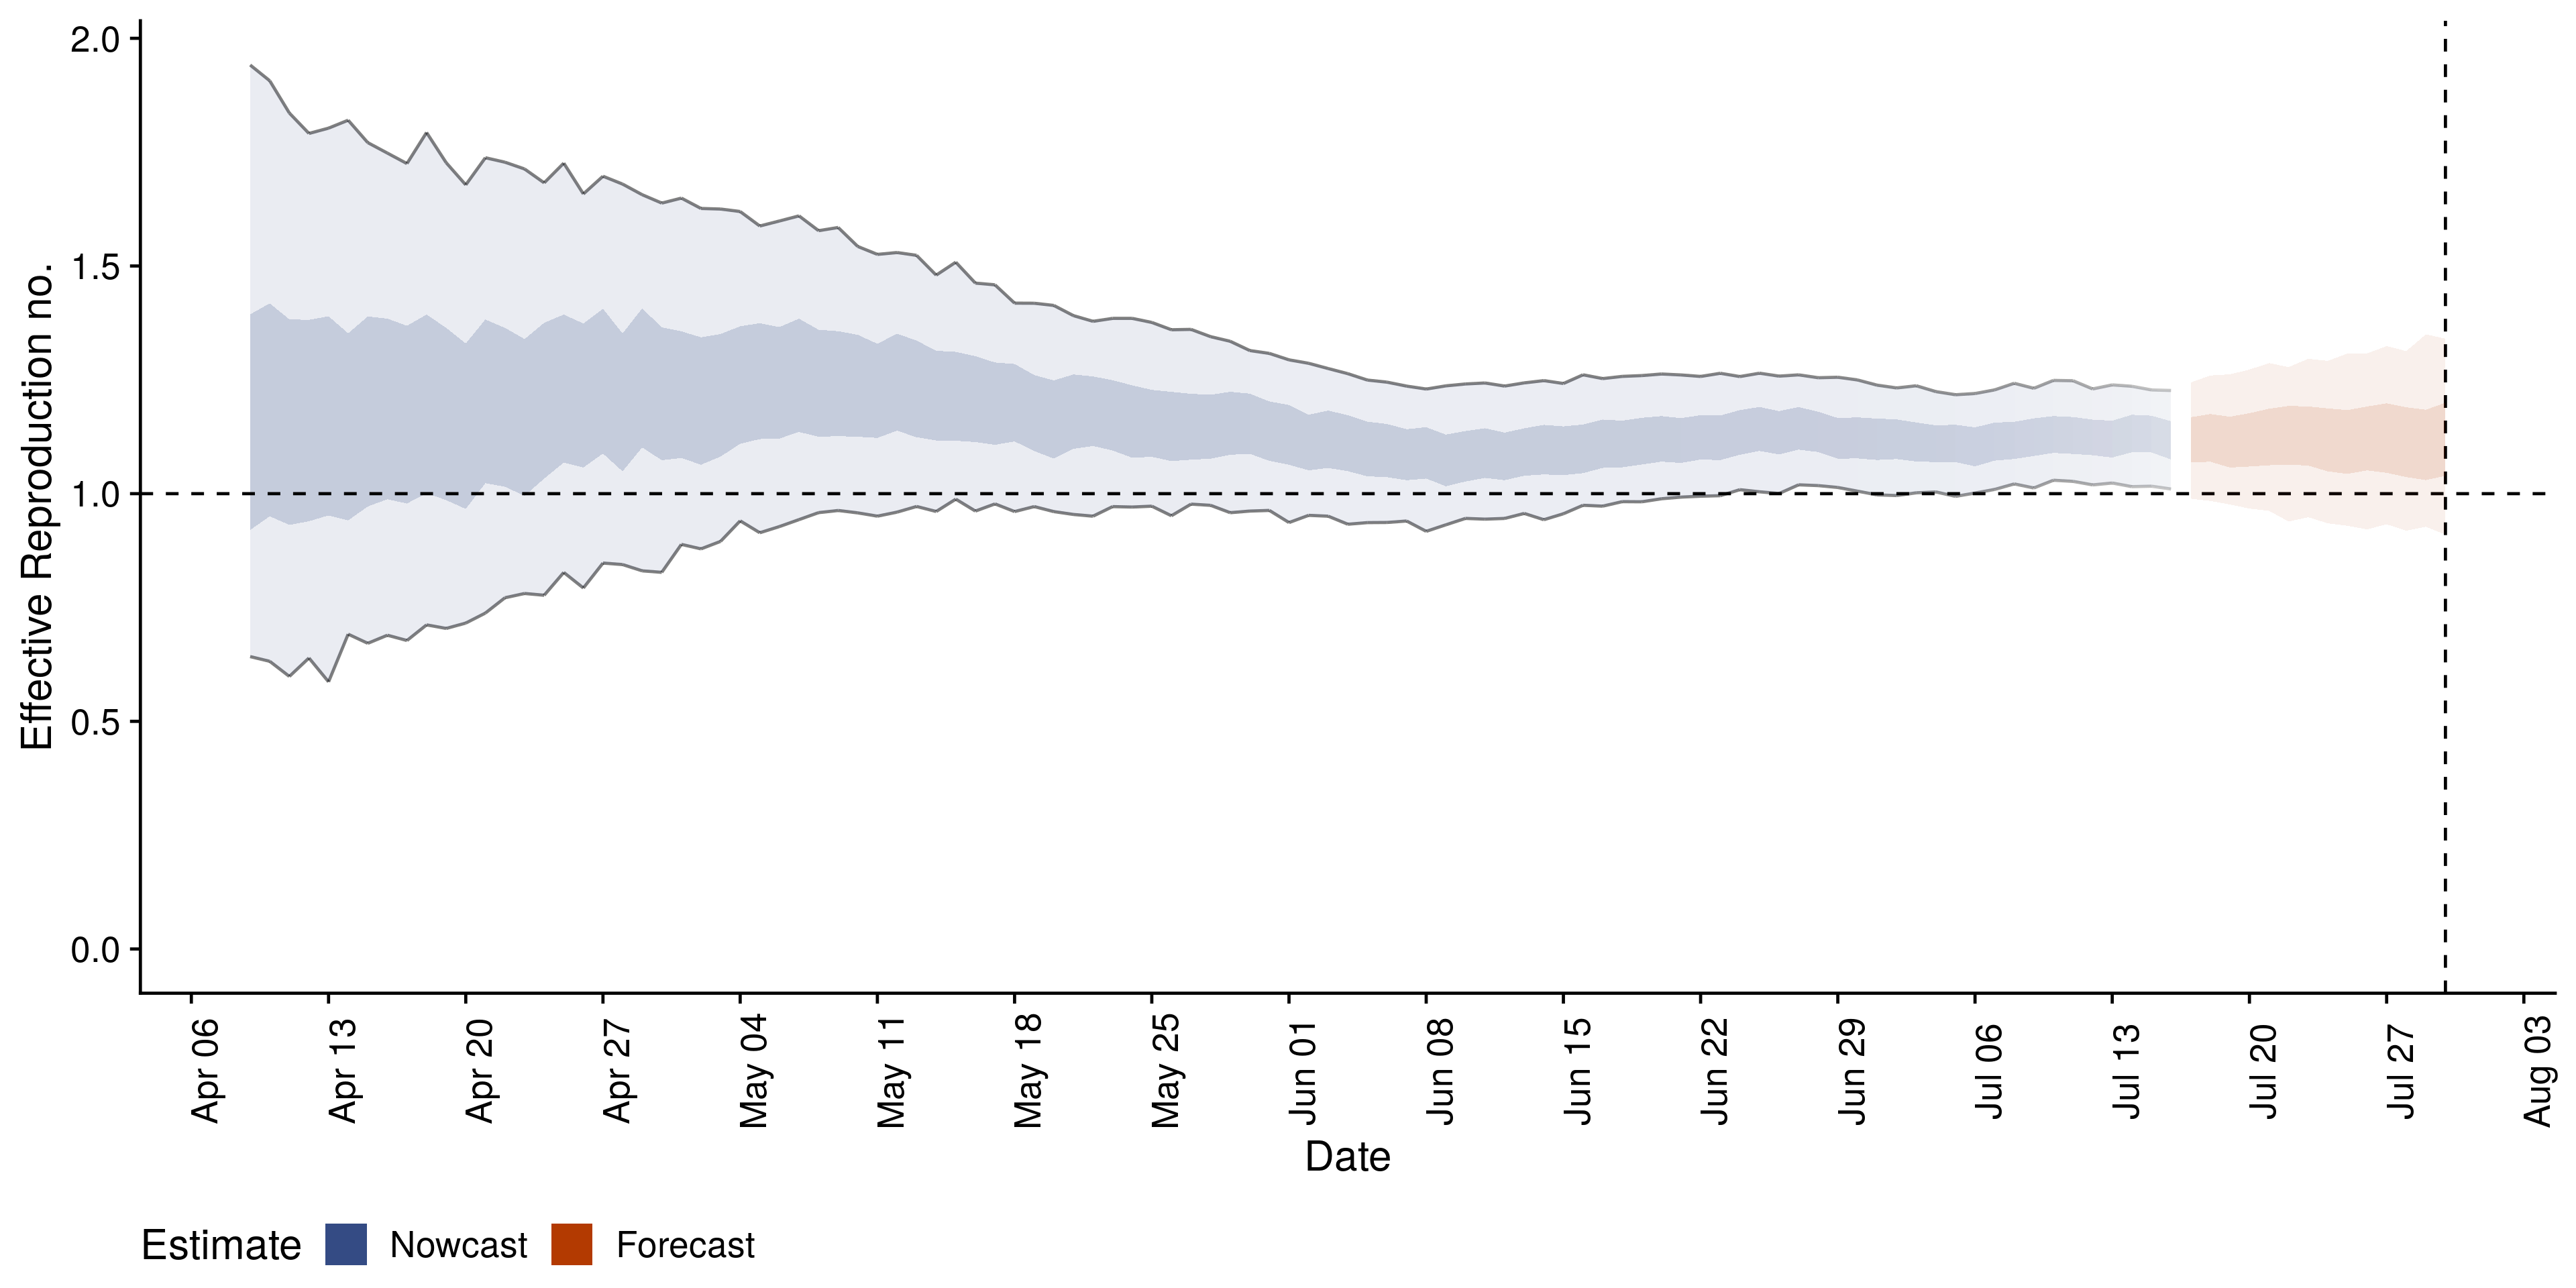 Effective Reproduction no.
2.0
1.5
1.0
0.5
0.0
Apr 06
Apr 13
Apr 20
Apr 27
May 04
May 11
May 18
May 25
Jun 01
Jun 08
Jun 15
Jun 22
Jun 29
Jul 06
Jul 13
Jul 20
Jul 27
Aug 03
Date
Estimate Nowcast Forecast